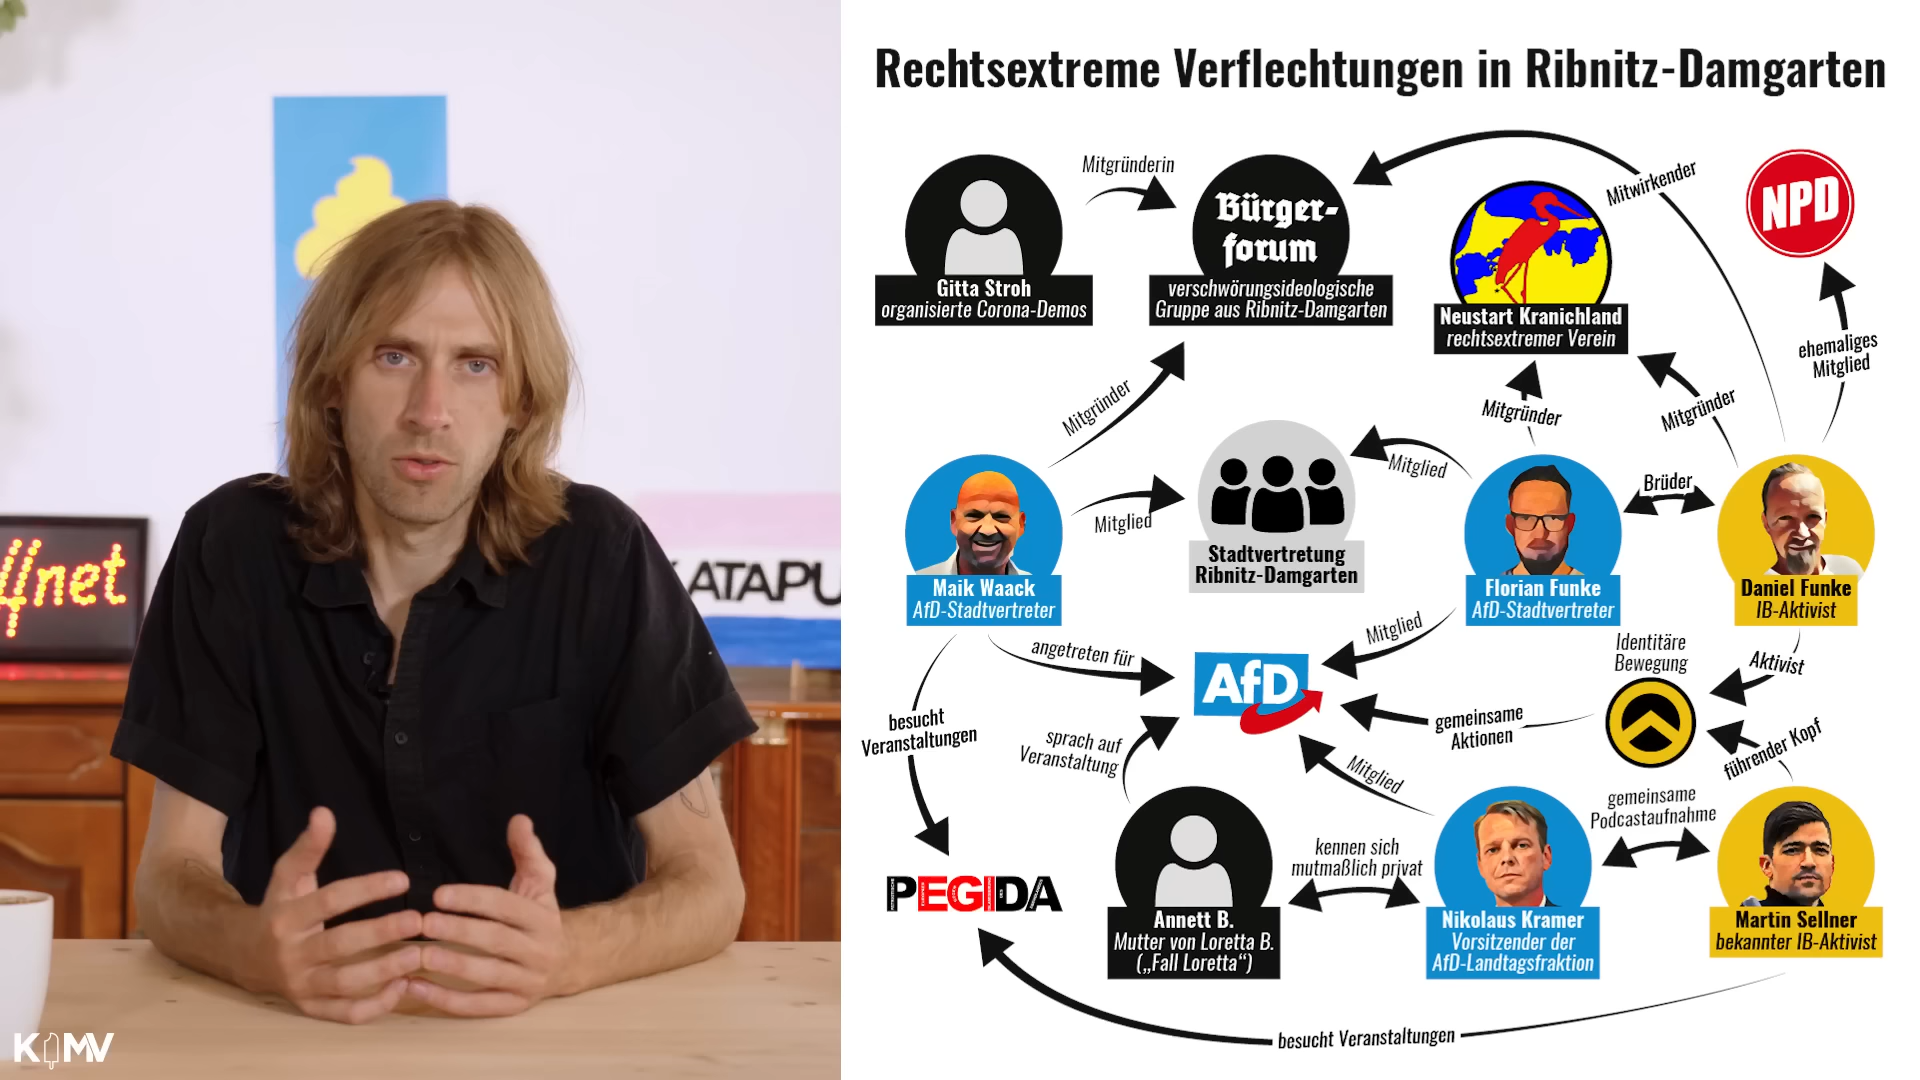 Rechtsextreme Verflechtungen in Ribnitz-Damgarten
Mitgründerin
Mitwirkender
Bürger-
forum
NPD
Gitta Stroh
organisierte Corona-Demos
verschwörungsideologische
Gruppe aus Ribnitz-Damgarten
Neustart Kranichland
rechtsextremer Verein
ehemaliges
Mitglied
Mitgründer
Mitgründer
Mitgründer
Mitglied
Mitglied
Brüder
Stadtvertretung
Ribnitz-Damgarten
Maik Waack
AfD-Stadtvertreter
Florian Funke
AfD-Stadtvertreter
Daniel Funke
IB-Aktivist
angetreten für
Mitglied
Identitäre
Bewegung
Aktivist
AfD
besucht
Veranstaltungen
sprach auf
Veranstaltung
gemeinsame
Aktionen
führender Kopf
Mitglied
gemeinsame
Podcastaufnahme
kennen sich
mutmaßlich privat
PEGIDA
Annett B.
Mutter von Loretta B.
(„Fall Loretta“)
Nikolaus Kramer
Vorsitzender der
AfD-Landtagsfraktion
Martin Sellner
bekannter IB-Aktivist
besucht Veranstaltungen
net
KATAPU
K MV